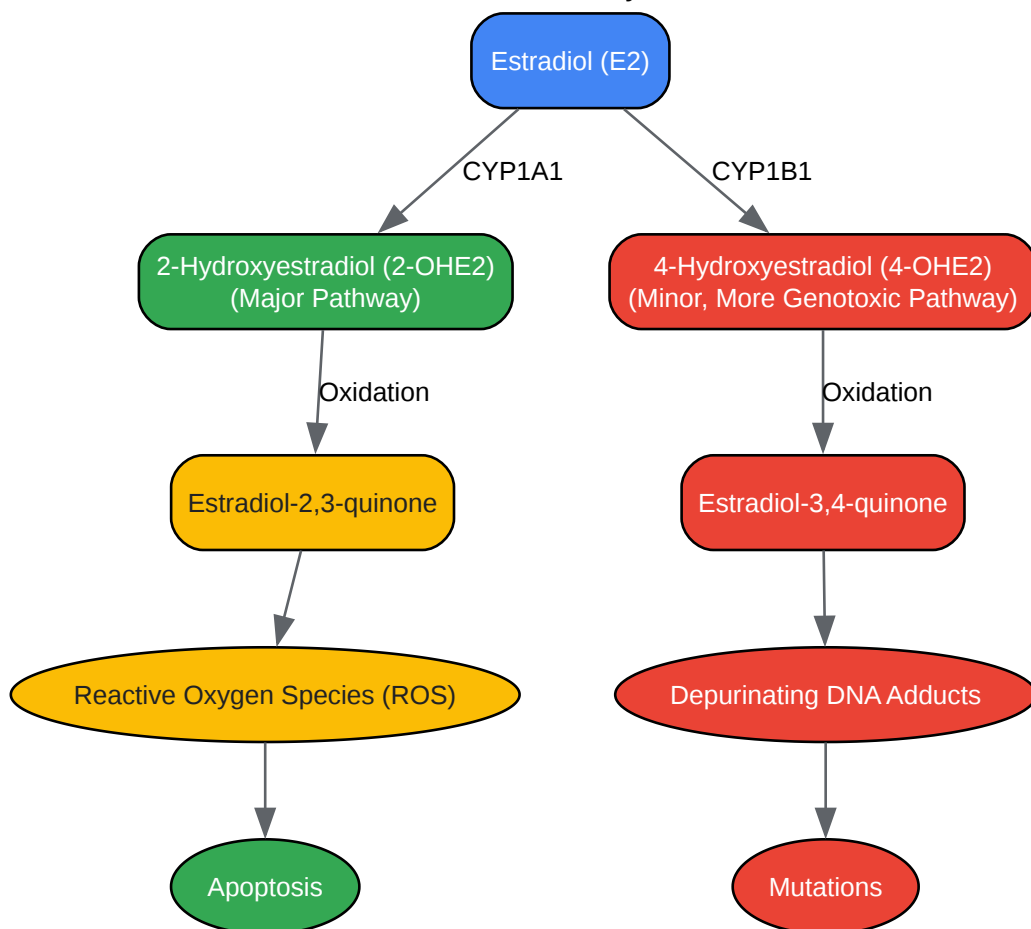 Estradiol (E2)
CYP1A1
CYP1B1
2-Hydroxyestradiol (2-OHE2)
(Major Pathway)
4-Hydroxyestradiol (4-OHE2)
(Minor, More Genotoxic Pathway)
Oxidation
Oxidation
Estradiol-2,3-quinone
Estradiol-3,4-quinone
Reactive Oxygen Species (ROS)
Depurinating DNA Adducts
Apoptosis
Mutations